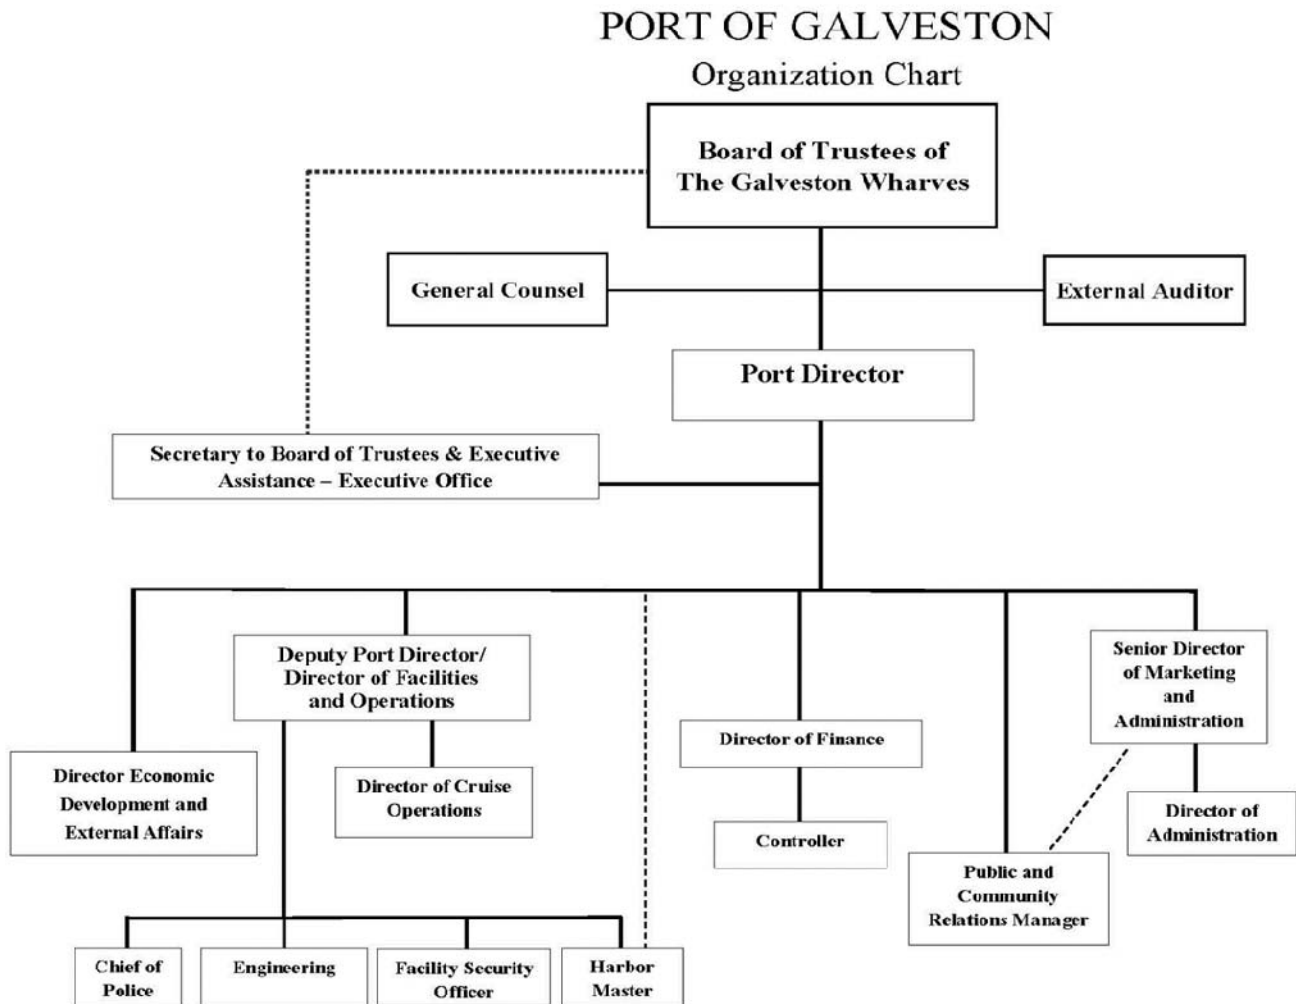 PORT OF GALVESTON
Organization Chart
Board of Trustees of
The Galveston Wharves
General Counsel
External Auditor
Port Director
Secretary to Board of Trustees & Executive
Assistance – Executive Office
Deputy Port Director/
Director of Facilities
and Operations
Senior Director
of Marketing
and
Administration
Director of Finance
Director Economic
Development and
External Affairs
Director of Cruise
Operations
Controller
Director of
Administration
Public and
Community
Relations Manager
Chief of
Police
Engineering
Facility Security
Officer
Harbor
Master